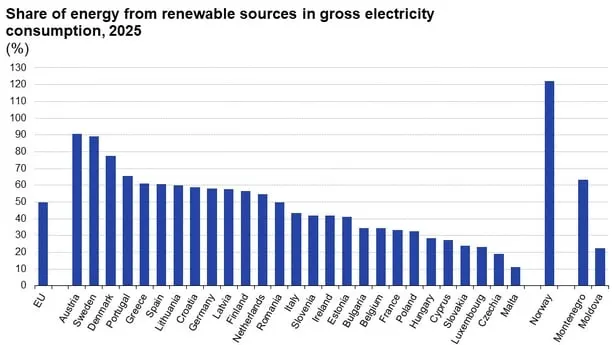 Share of energy from renewable sources in gross electricity
consumption, 2025
(%)
130
120
110
100
90
80
70
60
50
40
30
20
10
0
EU
Austria
Sweden
Denmark
Portugal
Greece
Spain
Lithuania
Croatia
Germany
Latvia
Finland
Netherlands
Romania
Italy
Slovenia
Ireland
Estonia
Bulgaria
Belgium
France
Poland
Hungary
Cyprus
Slovakia
Luxembourg
Czechia
Malta
Norway
Montenegro
Moldova